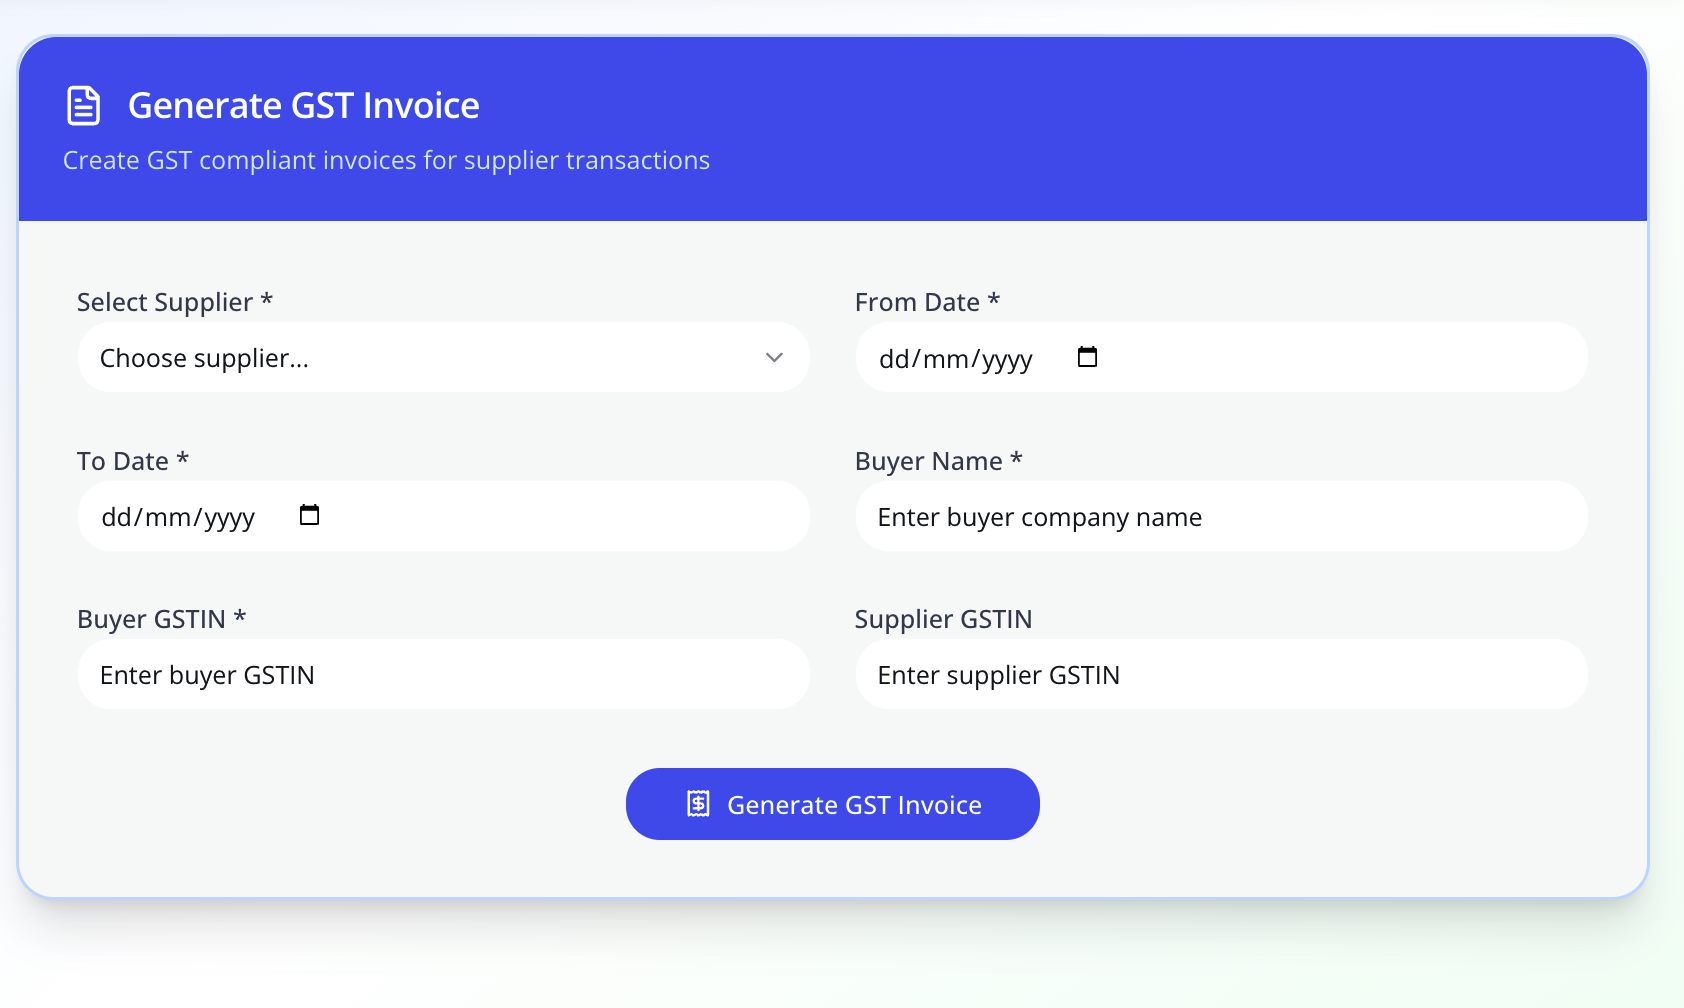 Generate GST Invoice
Create GST compliant invoices for supplier transactions
Select Supplier *
Choose supplier...
From Date *
dd/mm/yyyy
To Date *
dd/mm/yyyy
Buyer Name *
Enter buyer company name
Buyer GSTIN *
Enter buyer GSTIN
Supplier GSTIN
Enter supplier GSTIN
Generate GST Invoice